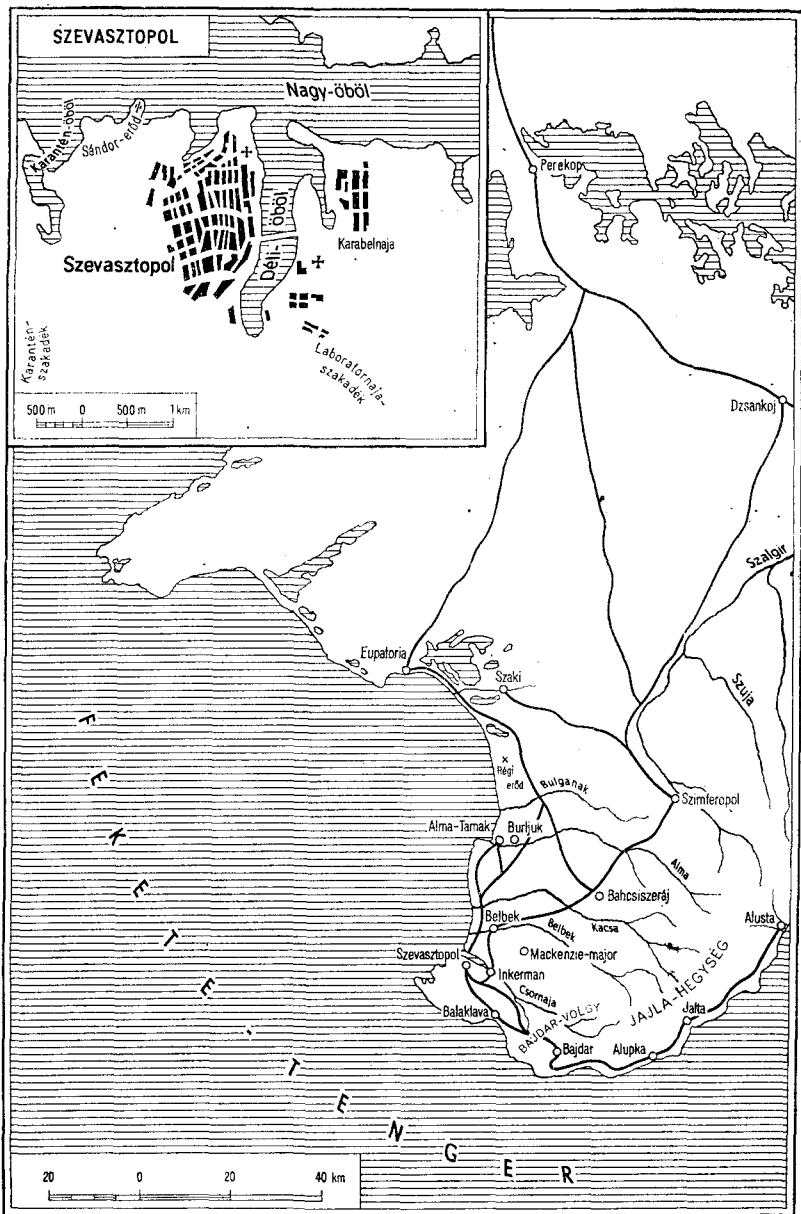 SZEVASZTOPOL
Nagy-öböl
Karantén-öböl
Sándor-erőd
Déli-öböl
Karabelnaja
Szevasztopol
Karantén-
szakadék
Laboratornaja-
szakadék
500 m 0 500 m 1 km
Perekop
Dzsankoj
Szalgir
Szuja
Eupatoria
Szaki
Régi
erőd
Bulganak
Szimferopol
Alma-Tamak
Burljuk
Alma
Bahcsiszeráj
Kacsa
Belbek
Belbek
Alusta
Mackenzie-major
Szevasztopol
Inkerman
Csornaja
JAJLA-HEGYSÉG
Jalta
Balaklava
BAJDAR-VÖLGY
Bajdar
Alupka
FEKETE-TENGER
20 0 20 40 km